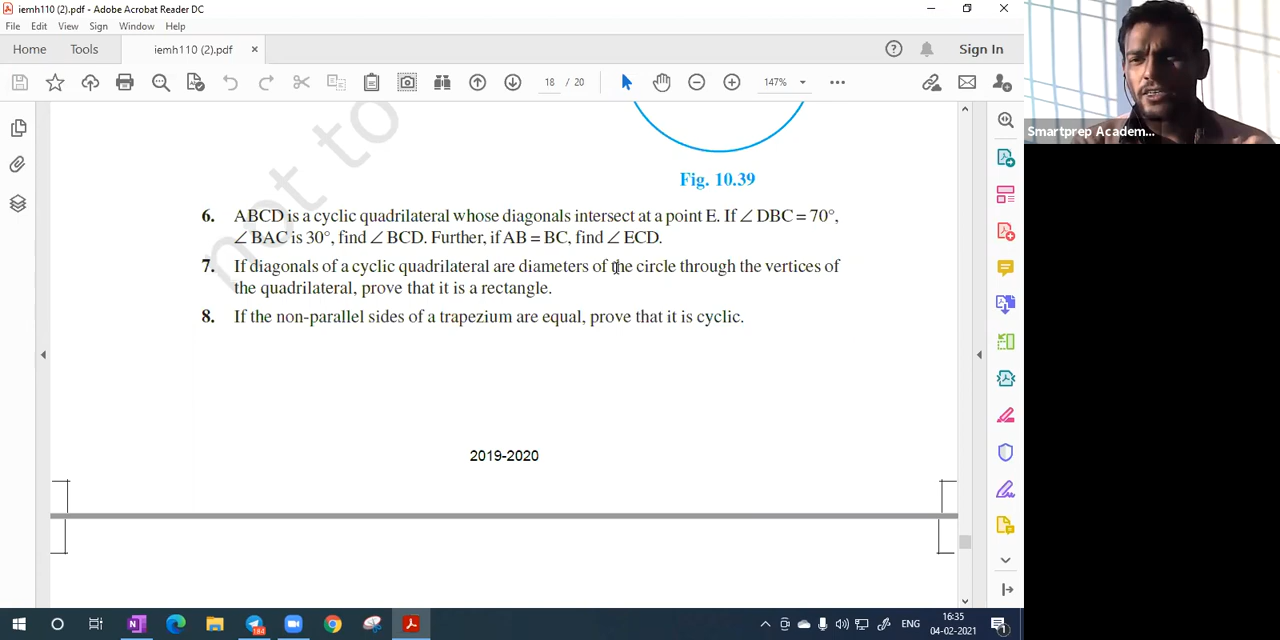 iemh110 (2).pdf - Adobe Acrobat Reader DC
File Edit View Sign Window Help
Home Tools iemh110 (2).pdf × Sign In
18 / 20 147%
not to
Smartprep Academ...
Fig. 10.39
6. ABCD is a cyclic quadrilateral whose diagonals intersect at a point E. If ∠ DBC = 70°,
∠ BAC is 30°, find ∠ BCD. Further, if AB = BC, find ∠ ECD.
7. If diagonals of a cyclic quadrilateral are diameters of the circle through the vertices of
the quadrilateral, prove that it is a rectangle.
8. If the non-parallel sides of a trapezium are equal, prove that it is cyclic.
2019-2020
184
ENG
16:35
04-02-2021
1